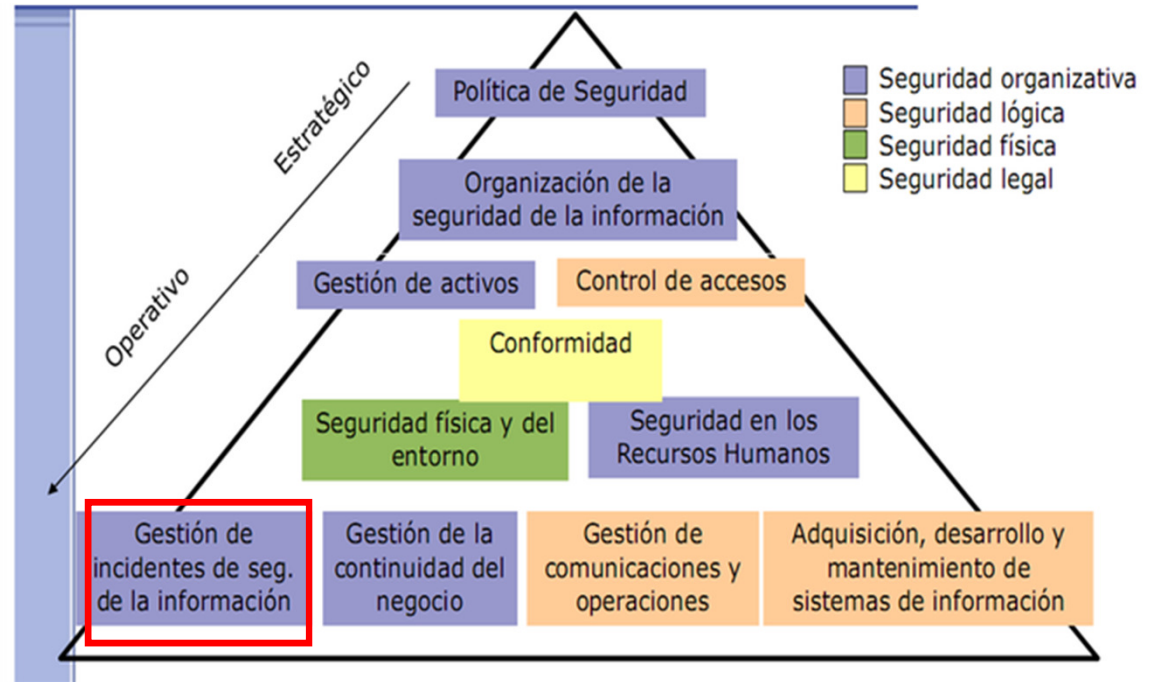 Estratégico
Operativo
Política de Seguridad
Organización de la
seguridad de la información
Gestión de activos
Control de accesos
Conformidad
Seguridad física y del
entorno
Seguridad en los
Recursos Humanos
Gestión de
incidentes de seg.
de la información
Gestión de la
continuidad del
negocio
Gestión de
comunicaciones y
operaciones
Adquisición, desarrollo y
mantenimiento de
sistemas de información
Seguridad organizativa
Seguridad lógica
Seguridad física
Seguridad legal